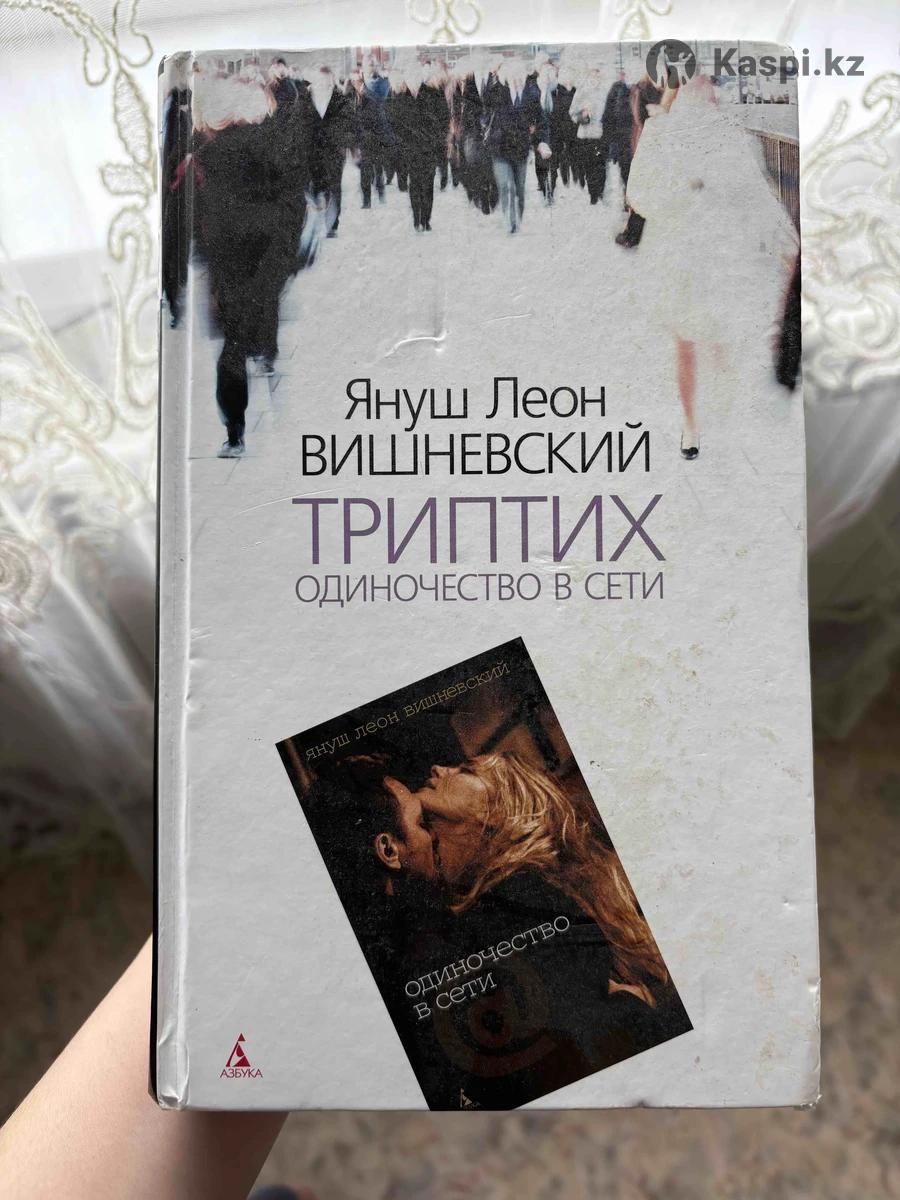 Kaspi.kz
Януш Леон
ВИШНЕВСКИЙ
ТРИПТИХ
ОДИНОЧЕСТВО В СЕТИ
януш леон вишневский
одиночество
в сети
@
АЗБУКА